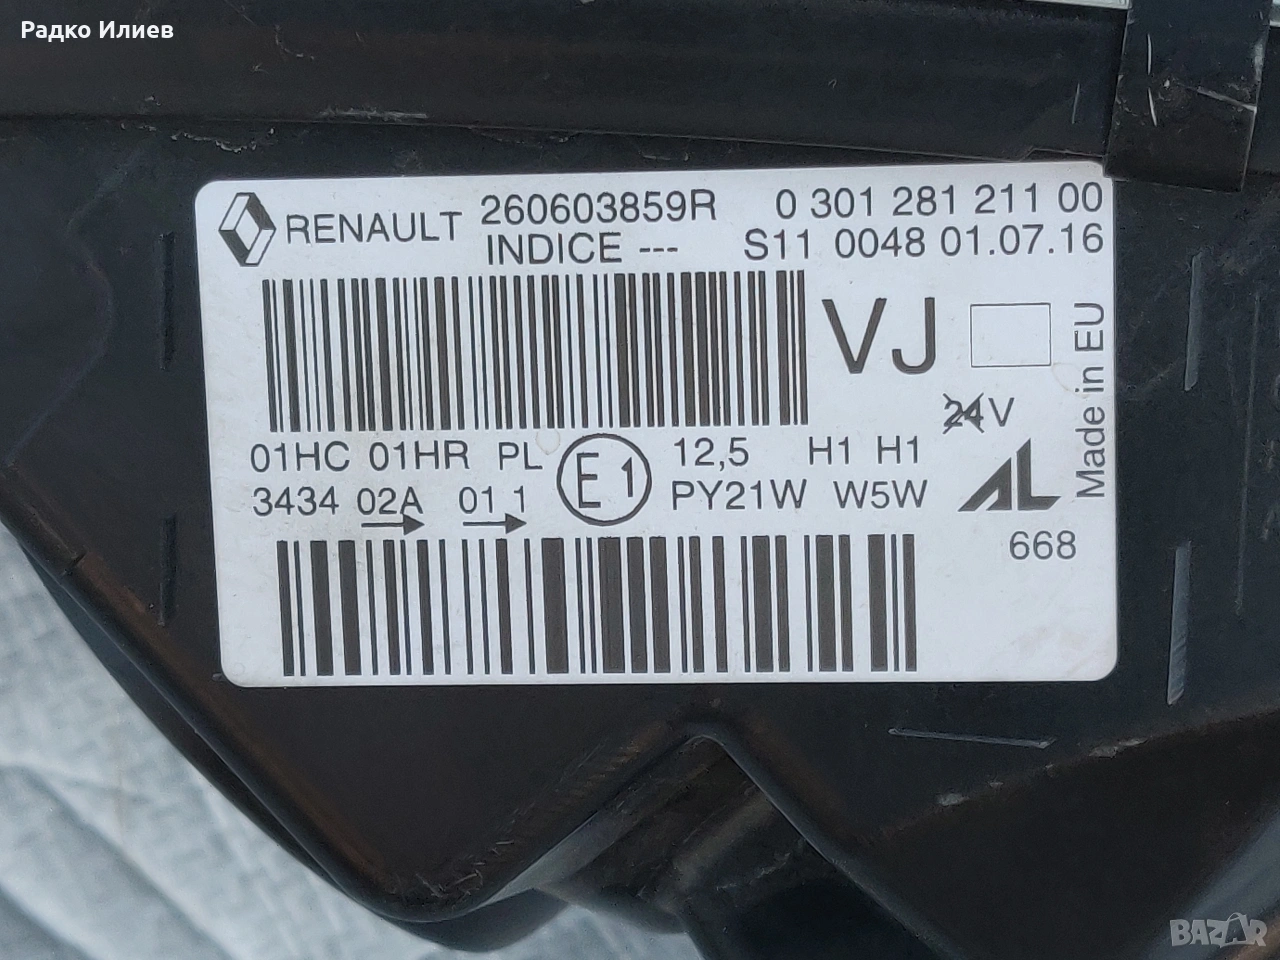 Радко Илиев
RENAULT 260603859R 0 301 281 211 00
INDICE --- S11 0048 01.07.16
VJ
Made in EU
24V
01HC 01HR PL E1 12,5 H1 H1
3434 02A 01 1 PY21W W5W AL
668
BAZAR